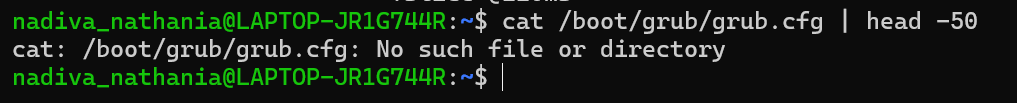 nadiva_nathania@LAPTOP-JR1G744R:~$ cat /boot/grub/grub.cfg | head -50
cat: /boot/grub/grub.cfg: No such file or directory
nadiva_nathania@LAPTOP-JR1G744R:~$